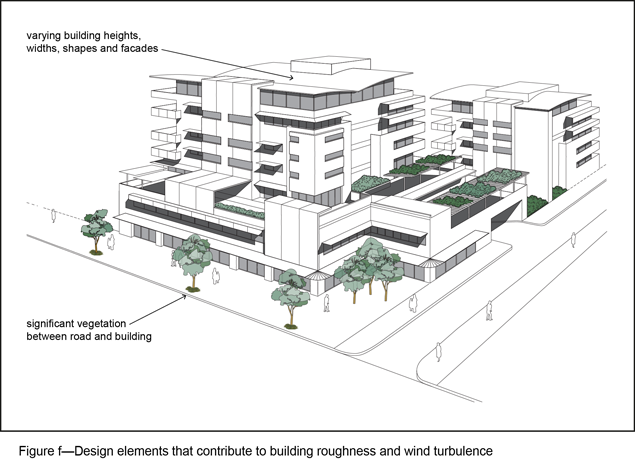 varying building heights,
widths, shapes and facades
significant vegetation
between road and building
Figure f—Design elements that contribute to building roughness and wind turbulence